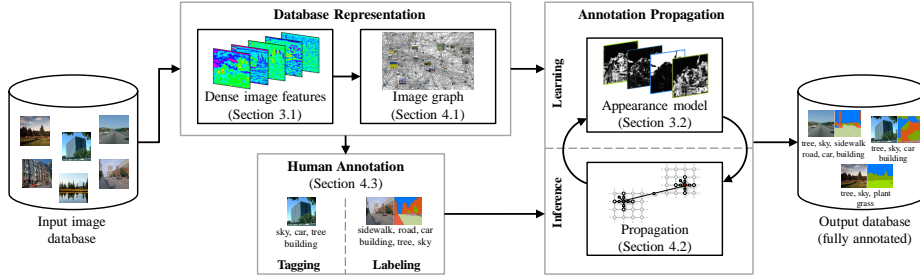 Database Representation
Dense image features
(Section 3.1)
Image graph
(Section 4.1)
Input image
database
Human Annotation
(Section 4.3)
sky, car, tree
building
Tagging
sidewalk, road, car
building, tree, sky
Labeling
Annotation Propagation
Learning
Appearance model
(Section 3.2)
Inference
Propagation
(Section 4.2)
tree, sky, sidewalk
road, car, building
tree, sky, car
building
tree, sky, plant
grass
Output database
(fully annotated)